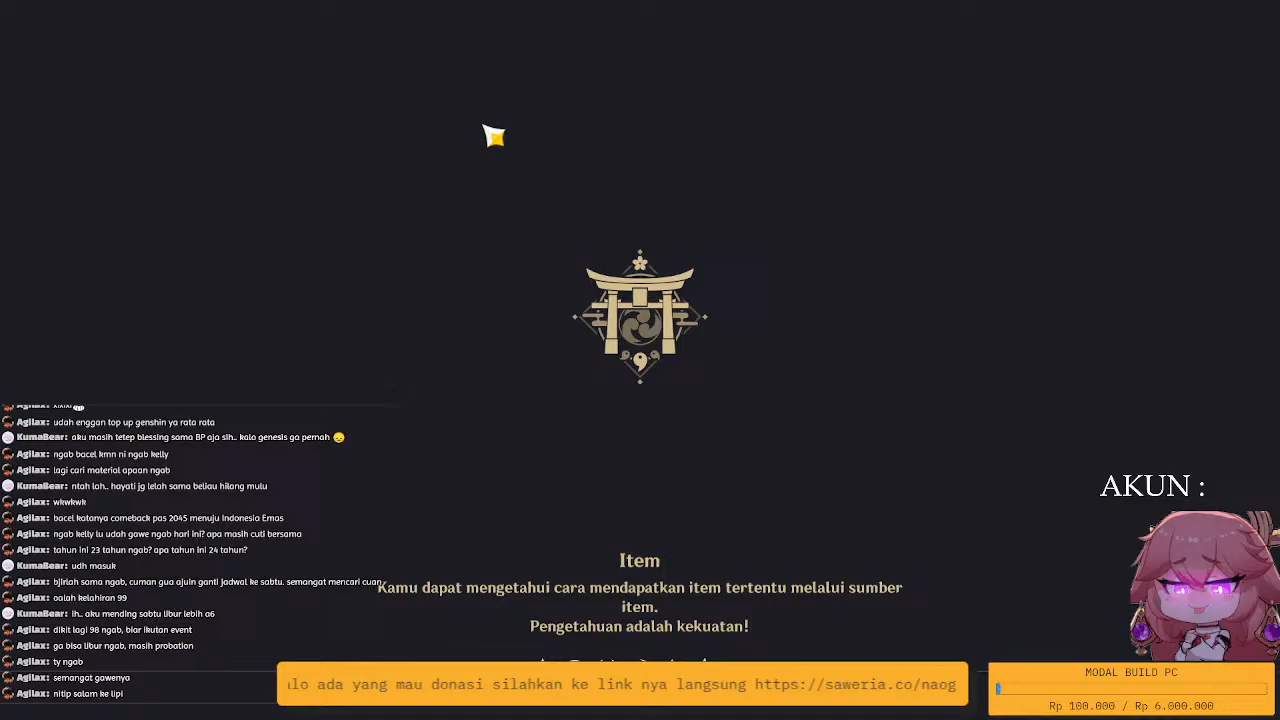 Agilax: xixixi
Agilax: udah enggan top up genshin ya rata rata
KumaBear: aku masih tetep blessing sama BP aja sih.. kalo genesis ga pernah 😞
Agilax: ngab bacel kmn ni ngab kelly
Agilax: lagi cari material apaan ngab
KumaBear: ntah lah.. hayati jg lelah sama beliau hilang mulu
Agilax: wkwkwk
Agilax: bacel katanya comeback pas 2045 menuju Indonesia Emas
Agilax: ngab kelly lu udah gawe ngab hari ini? apa masih cuti bersama
Agilax: tahun ini 23 tahun ngab? apa tahun ini 24 tahun?
KumaBear: udh masuk
Agilax: bjirlah sama ngab, cuman gua ajuin ganti jadwal ke sabtu. semangat mencari cuan
Agilax: oalah kelahiran 99
KumaBear: ih.. aku mending sabtu libur lebih a6
Agilax: dikit lagi 98 ngab, biar ikutan event
Agilax: ga bisa libur ngab, masih probation
Agilax: ty ngab
Agilax: semangat gawenya
Agilax: nitip salam ke lipi
Item
Kamu dapat mengetahui cara mendapatkan item tertentu melalui sumber
item.
Pengetahuan adalah kekuatan!
alo ada yang mau donasi silahkan ke link nya langsung https://saweria.co/naog
AKUN :
MODAL BUILD PC
Rp 100.000 / Rp 6.000.000